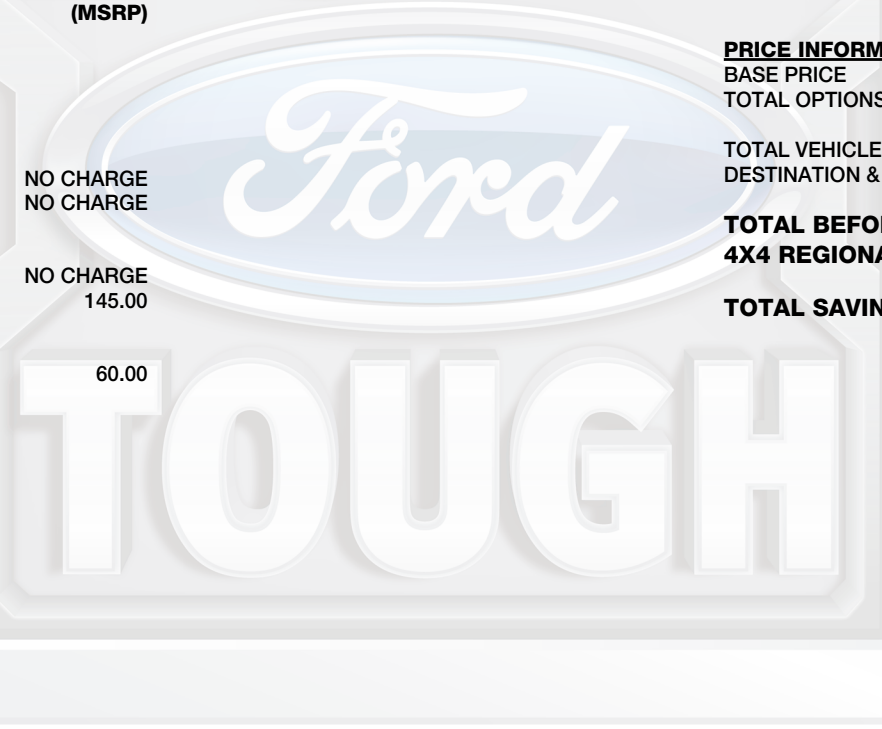 (MSRP)
NO CHARGE
NO CHARGE
NO CHARGE
145.00
60.00
PRICE INFORM
BASE PRICE
TOTAL OPTIONS
TOTAL VEHICLE
DESTINATION &
TOTAL BEFO
4X4 REGIONA
TOTAL SAVIN
Ford
TOUGH